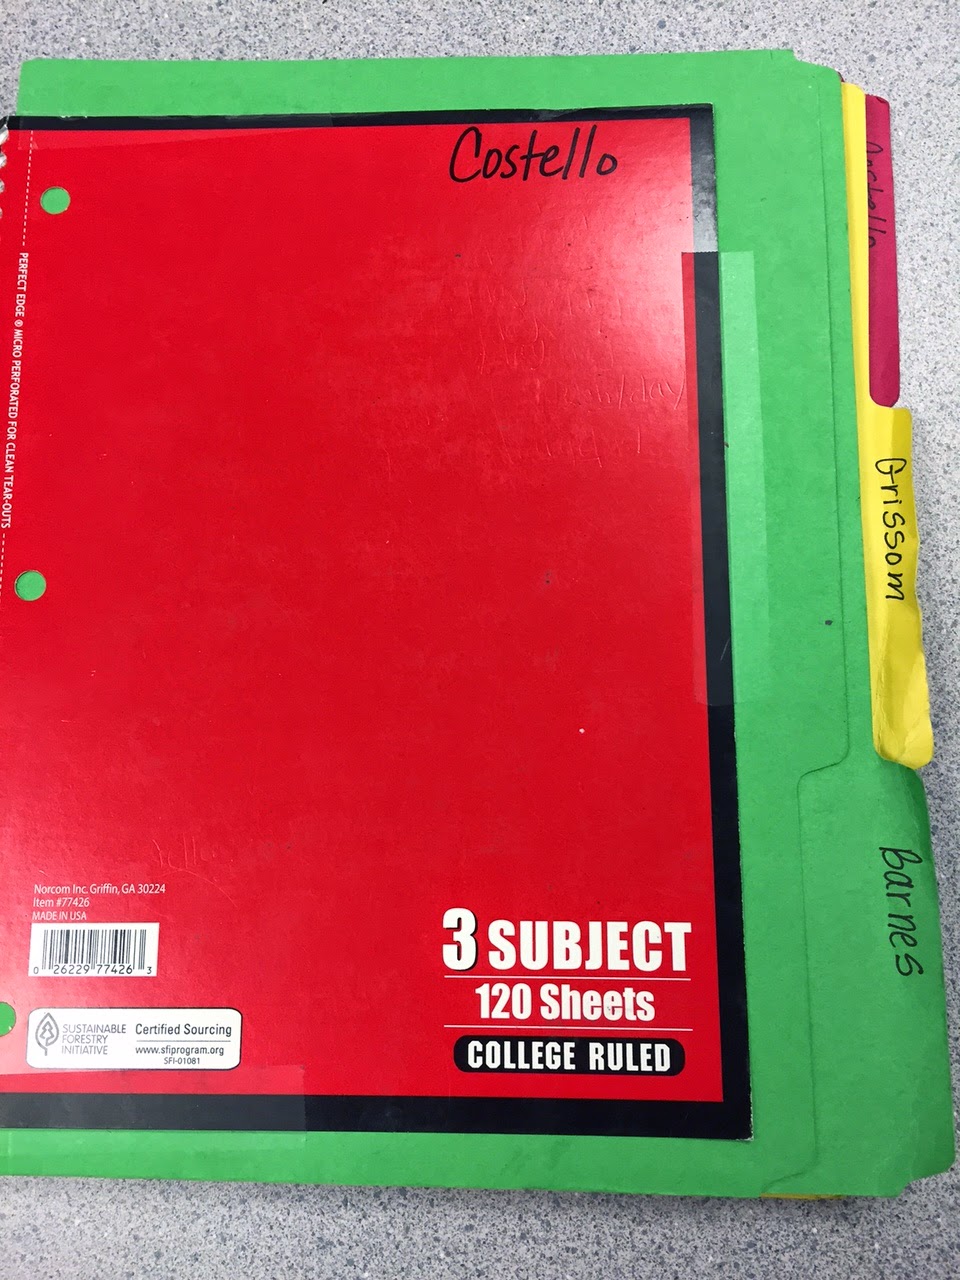 Costello
Costello
Grissom
Barnes
PERFECT EDGE ® MICRO PERFORATED FOR CLEAN TEAR-OUTS
Norcom Inc. Griffin, GA 30224
Item #77426
MADE IN USA
0 26229 77426 3
SUSTAINABLE
FORESTRY
INITIATIVE
Certified Sourcing
www.sfiprogram.org
SFI-01081
3 SUBJECT
120 Sheets
COLLEGE RULED